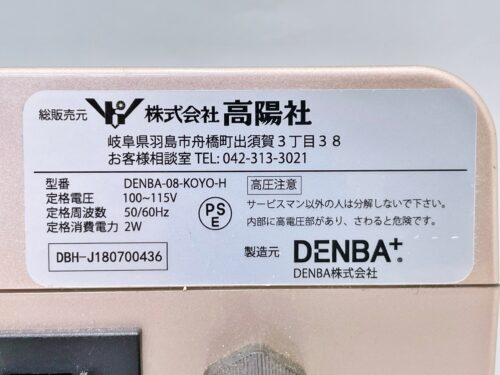 総販売元 株式会社 高陽社
岐阜県羽島市舟橋町出須賀3丁目38
お客様相談室 TEL: 042-313-3021
型番 DENBA-08-KOYO-H
定格電圧 100~115V
定格周波数 50/60Hz
定格消費電力 2W
PS
E
高圧注意
サービスマン以外の人は分解しないで下さい。
内部に高電圧部があり、さわると危険です。
DBH-J180700436
製造元 DENBA+®
DENBA株式会社